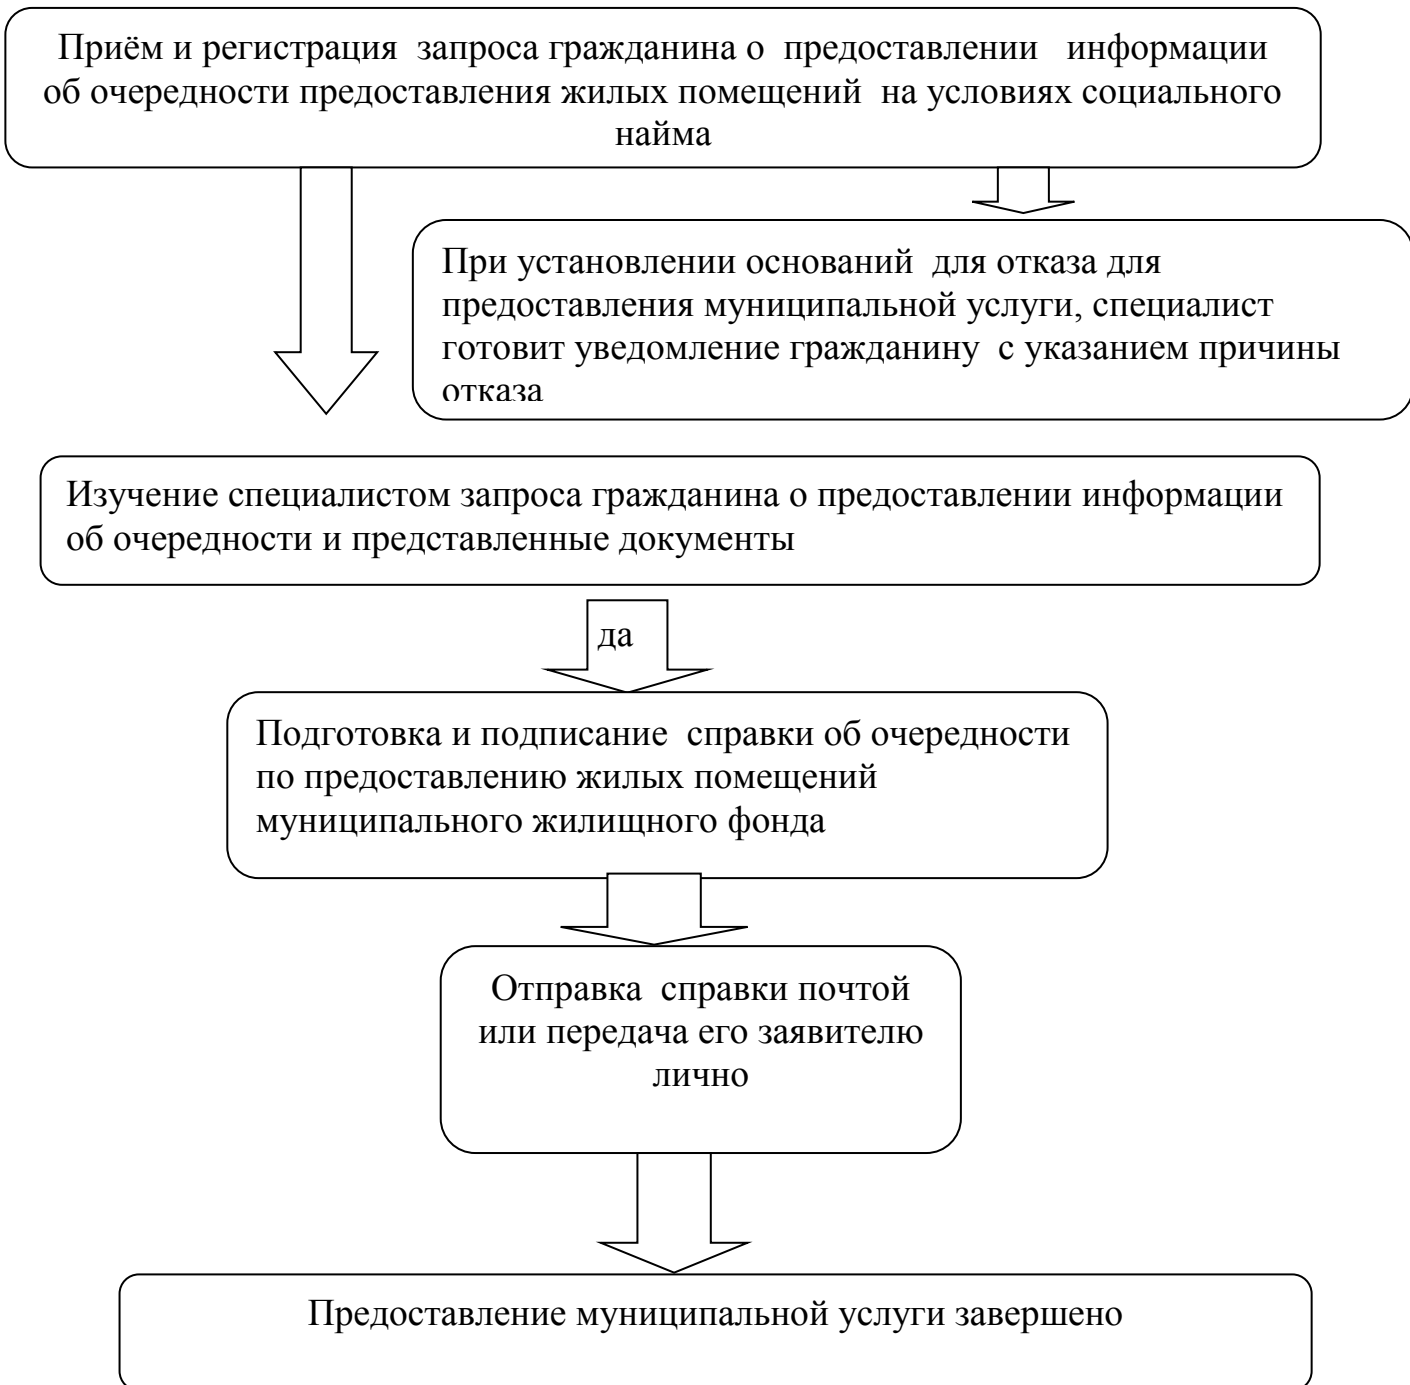 Приём и регистрация запроса гражданина о предоставлении информации
об очередности предоставления жилых помещений на условиях социального
найма
При установлении оснований для отказа для
предоставления муниципальной услуги, специалист
готовит уведомление гражданину с указанием причины
отказа
Изучение специалистом запроса гражданина о предоставлении информации
об очередности и представленные документы
да
Подготовка и подписание справки об очередности
по предоставлению жилых помещений
муниципального жилищного фонда
Отправка справки почтой
или передача его заявителю
лично
Предоставление муниципальной услуги завершено